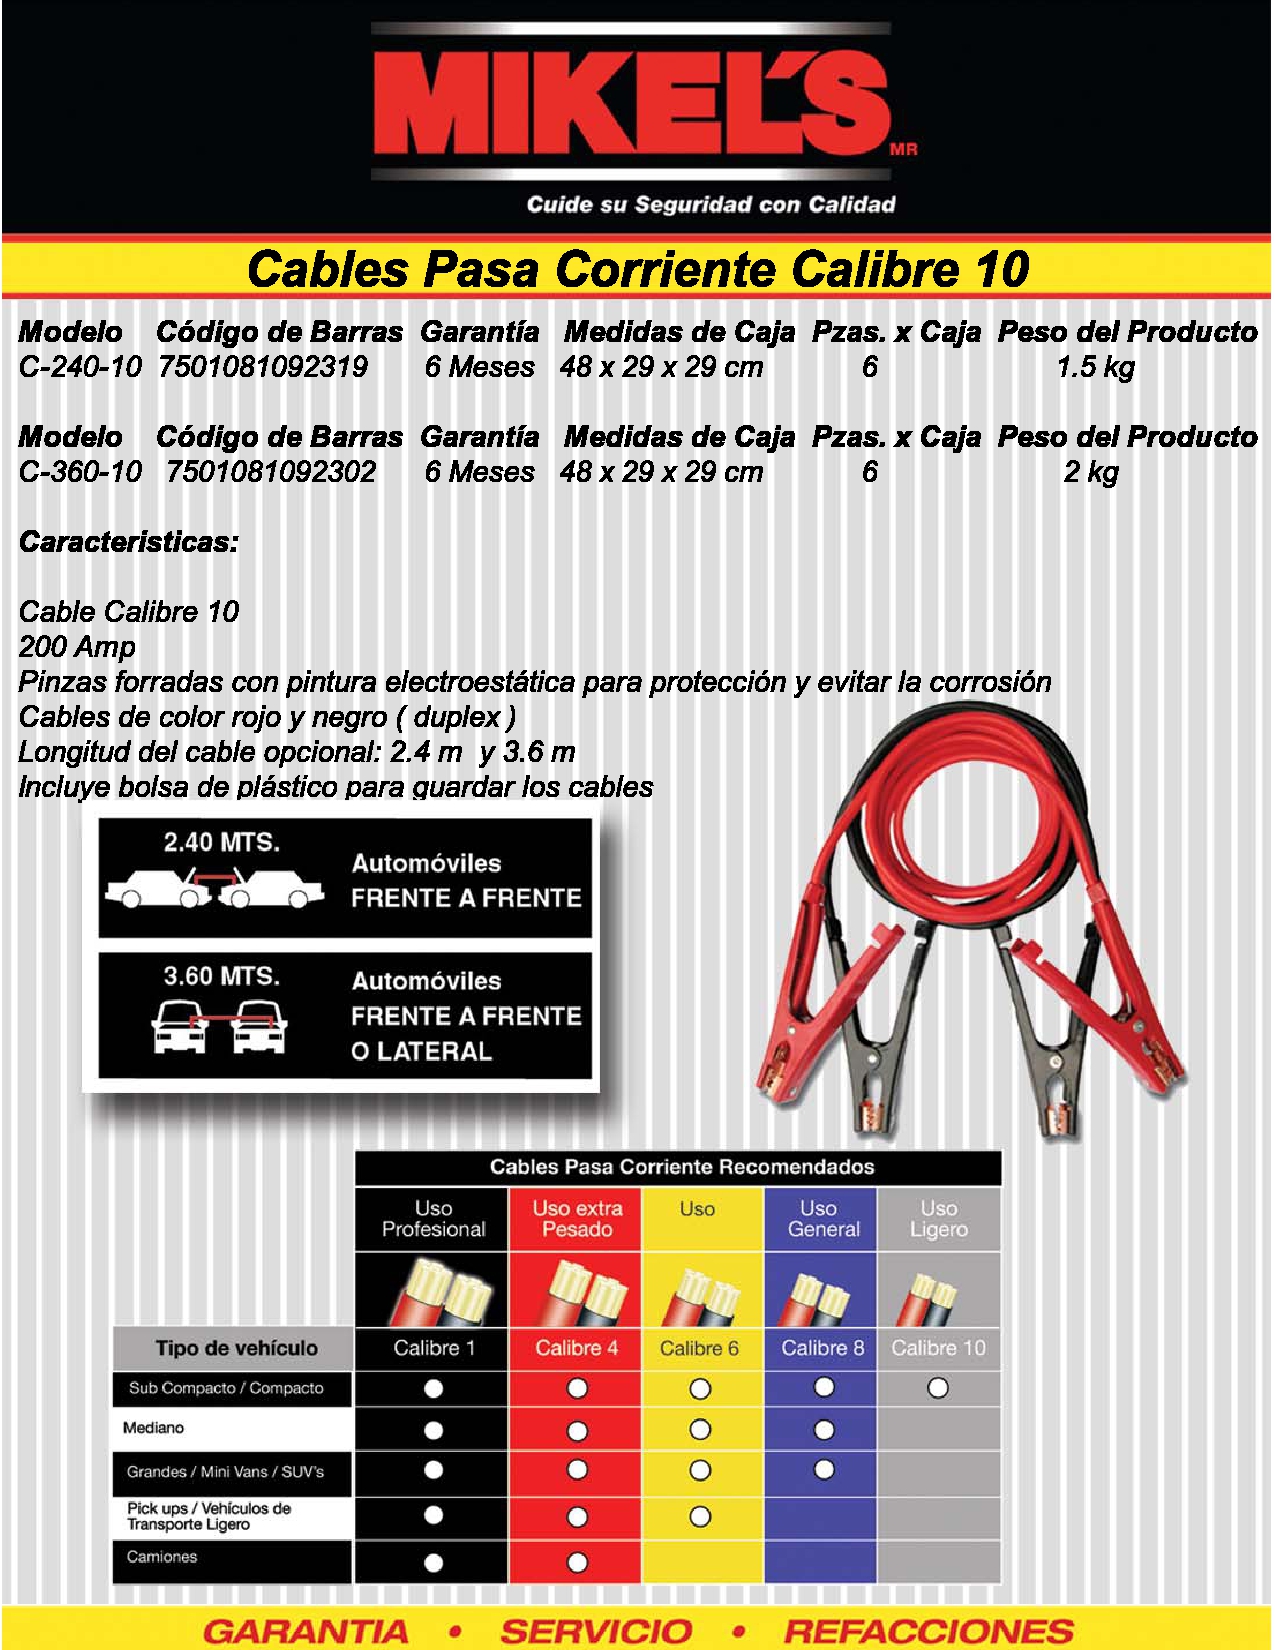 MIKEL'S MR
Cuide su Seguridad con Calidad
Cables Pasa Corriente Calibre 10
Modelo Código de Barras Garantía Medidas de Caja Pzas. x Caja Peso del Producto
C-240-10 7501081092319 6 Meses 48 x 29 x 29 cm 6 1.5 kg
Modelo Código de Barras Garantía Medidas de Caja Pzas. x Caja Peso del Producto
C-360-10 7501081092302 6 Meses 48 x 29 x 29 cm 6 2 kg
Caracteristicas:
Cable Calibre 10
200 Amp
Pinzas forradas con pintura electroestática para protección y evitar la corrosión
Cables de color rojo y negro ( duplex )
Longitud del cable opcional: 2.4 m y 3.6 m
Incluye bolsa de plástico para guardar los cables
2.40 MTS.
Automóviles
FRENTE A FRENTE
3.60 MTS.
Automóviles
FRENTE A FRENTE
O LATERAL
Cables Pasa Corriente Recomendados
Uso Profesional
Uso extra Pesado
Uso
Uso General
Uso Ligero
Tipo de vehículo Calibre 1 Calibre 4 Calibre 6 Calibre 8 Calibre 10
Sub Compacto / Compacto
Mediano
Grandes / Mini Vans / SUV's
Pick ups / Vehículos de
Transporte Ligero
Camiones
GARANTIA • SERVICIO • REFACCIONES